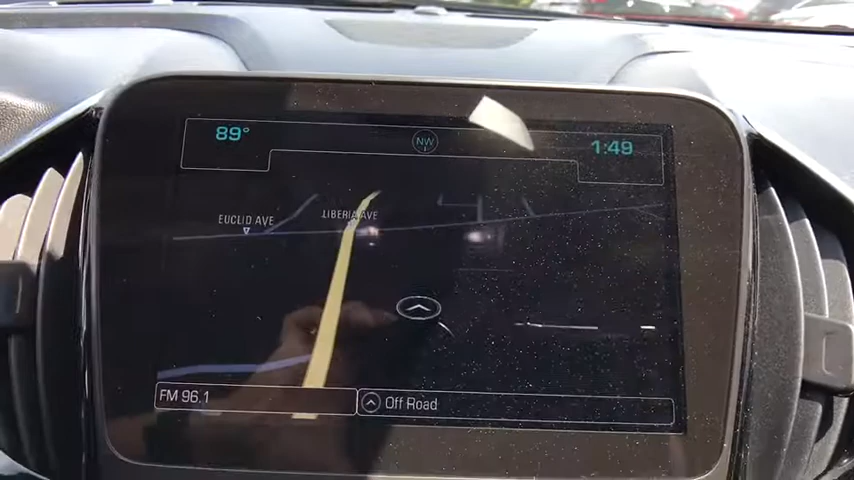 89°
NW
1:49
EUCLID AVE
LIBERIA AVE
FM 96.1
Off Road